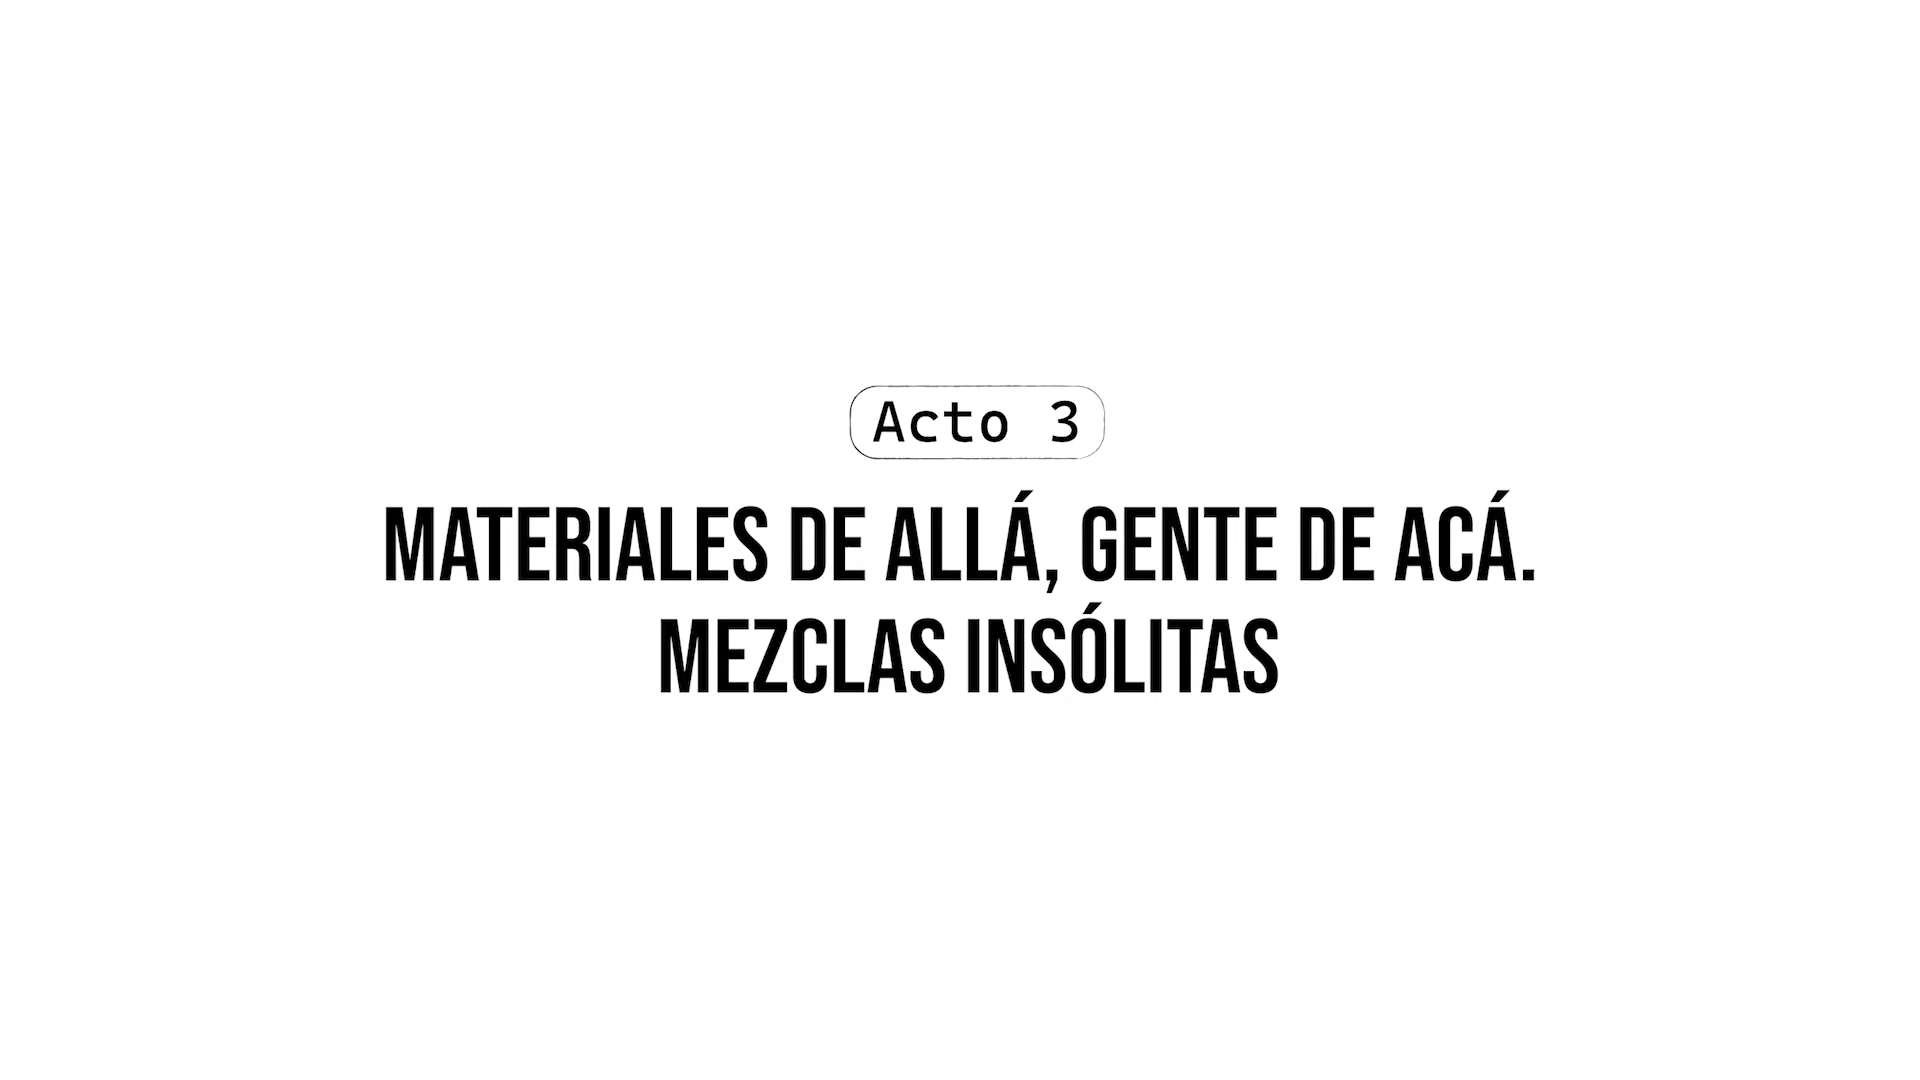 Acto 3
MATERIALES DE ALLÁ, GENTE DE ACÁ.
MEZCLAS INSÓLITAS